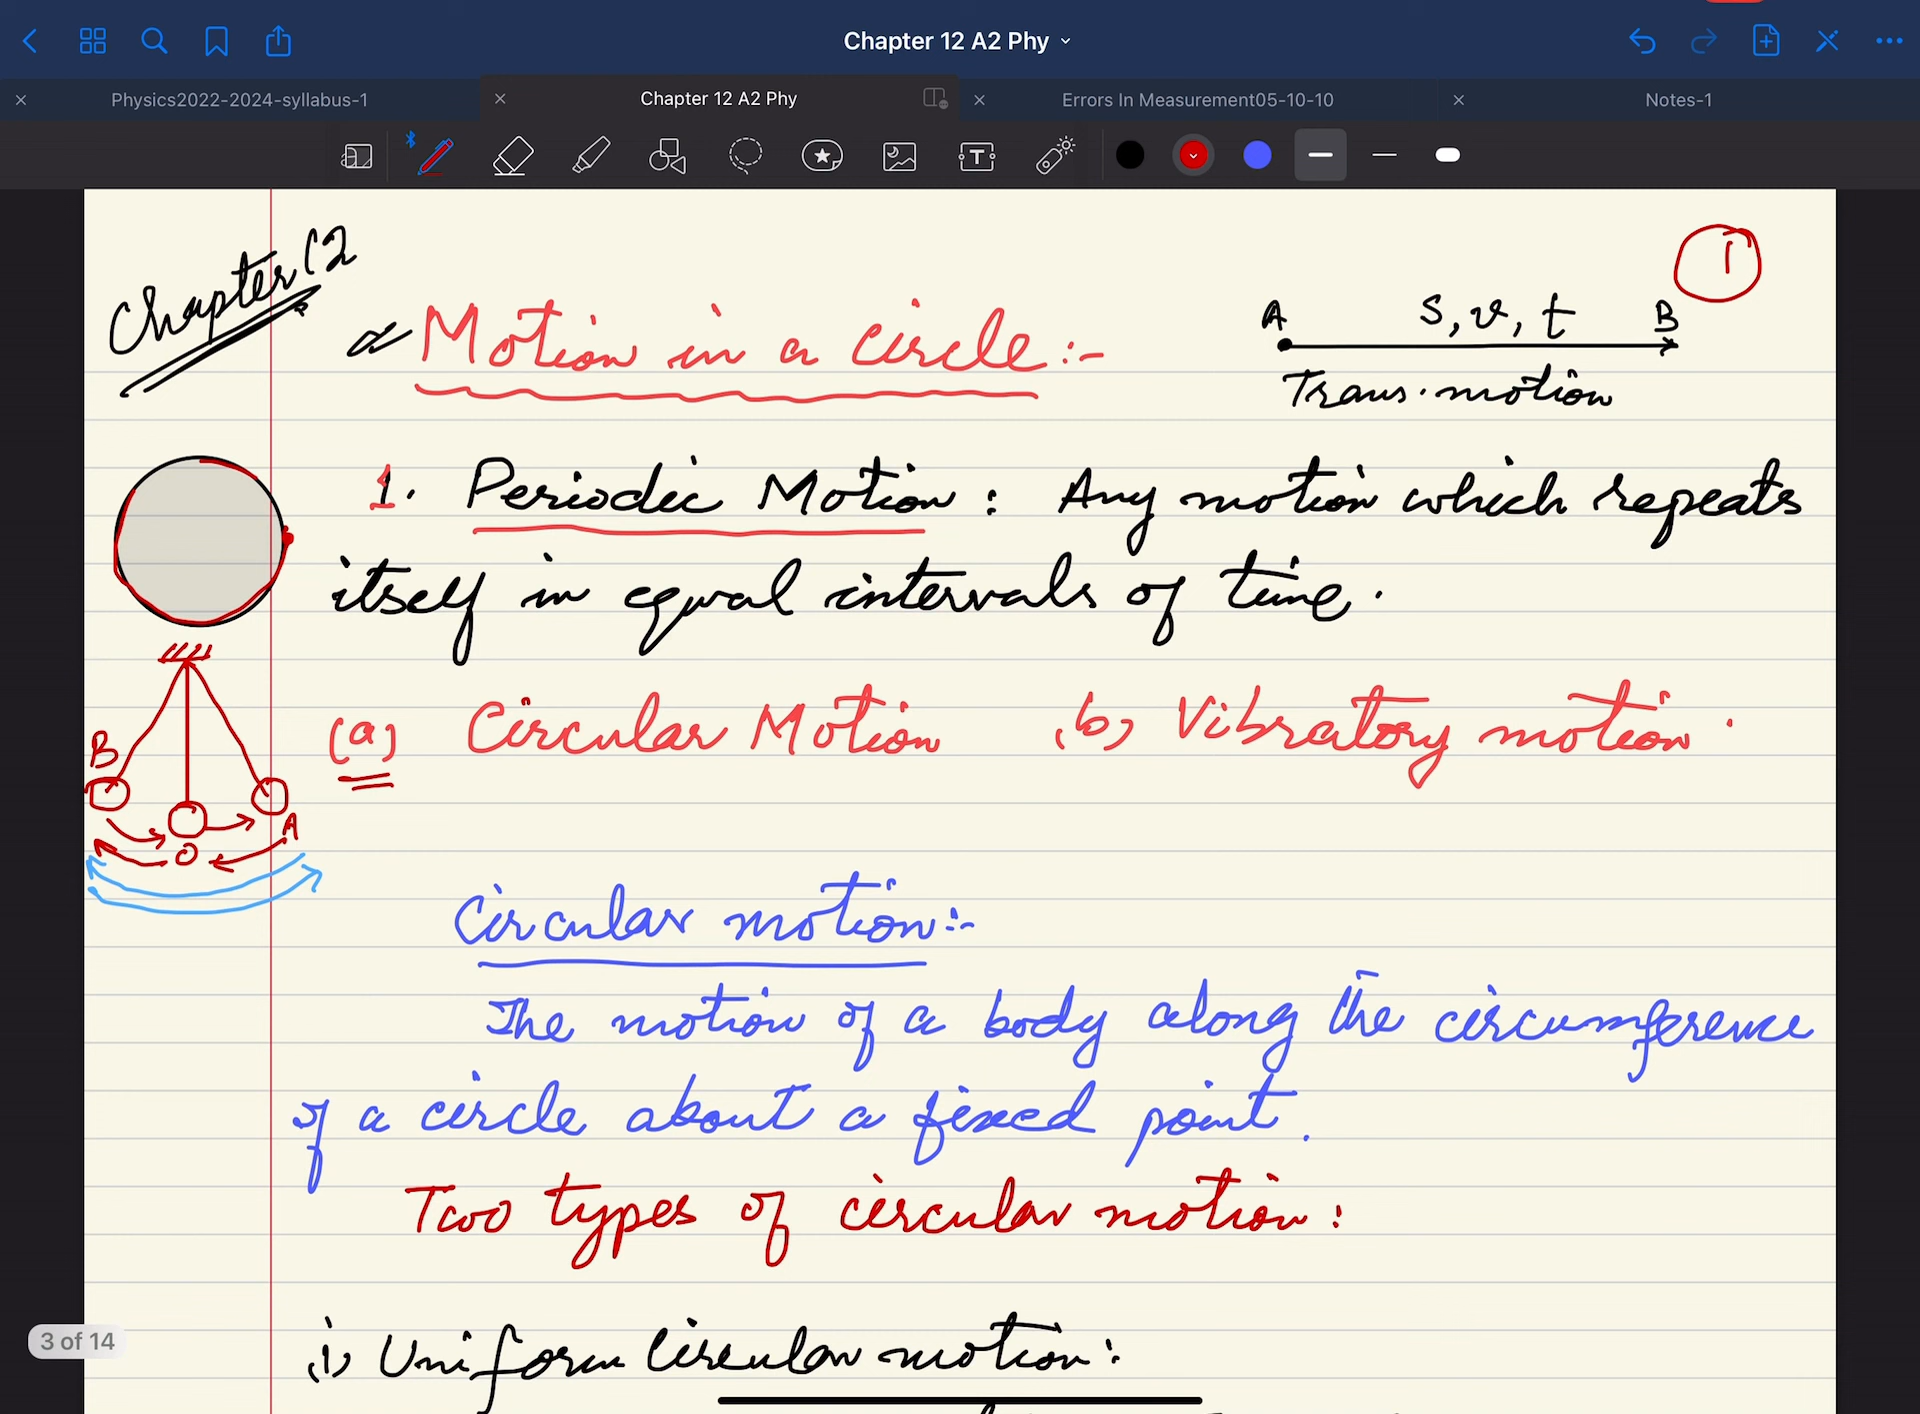 Chapter 12 A2 Phy
Physics2022-2024-syllabus-1
Chapter 12 A2 Phy
Errors In Measurement05-10-10
Notes-1
T
Chapter 12
1
Motion in a circle :-
A S, v, t B
Trans. motion
1. Periodic Motion : Any motion which repeats
itself in equal intervals of time.
(a) Circular Motion (b) Vibratory motion.
B
A
O
Circular motion:-
The motion of a body along the circumference
of a circle about a fixed point.
Two types of circular motion :
3 of 14
(i) Uniform Circular motion :